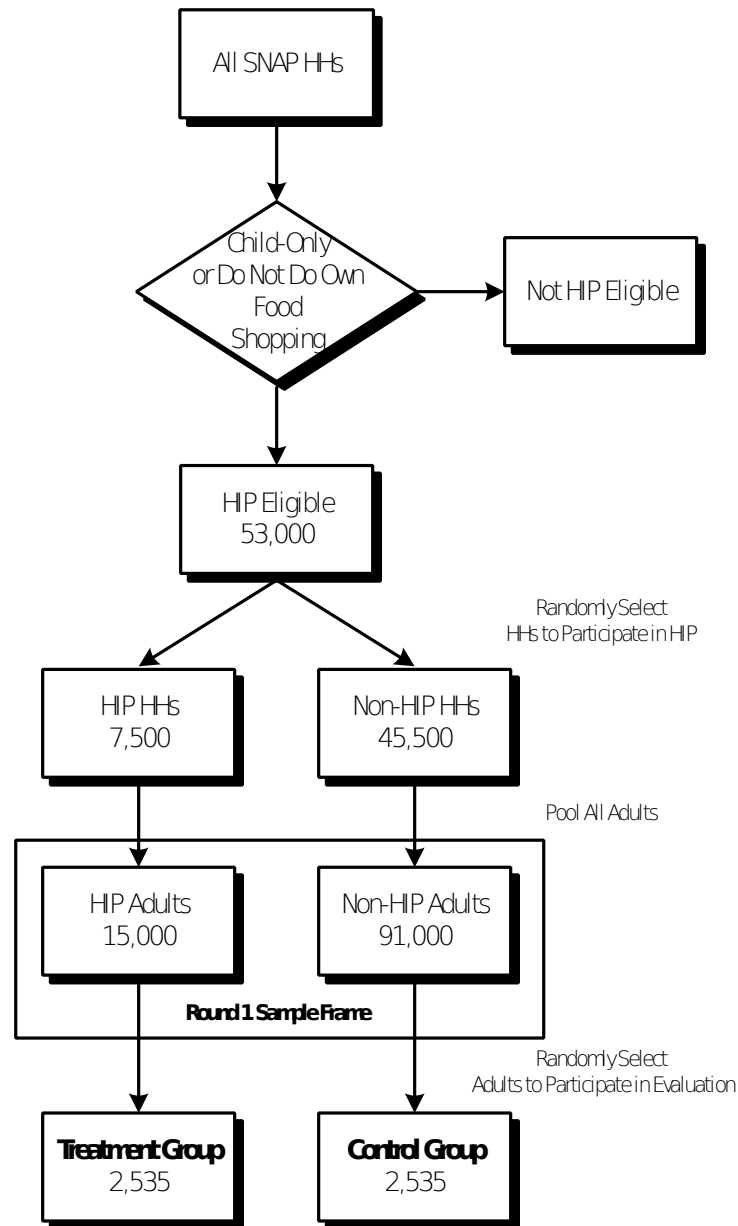 All SNAP HHs
Child-Only
or Do Not Do Own
Food
Shopping
Not HIP Eligible
HIP Eligible
53,000
Randomly Select
HHs to Participate in HIP
HIP HHs
7,500
Non-HIP HHs
45,500
Pool All Adults
HIP Adults
15,000
Non-HIP Adults
91,000
Round 1 Sample Frame
Randomly Select
Adults to Participate in Evaluation
Treatment Group
2,535
Control Group
2,535